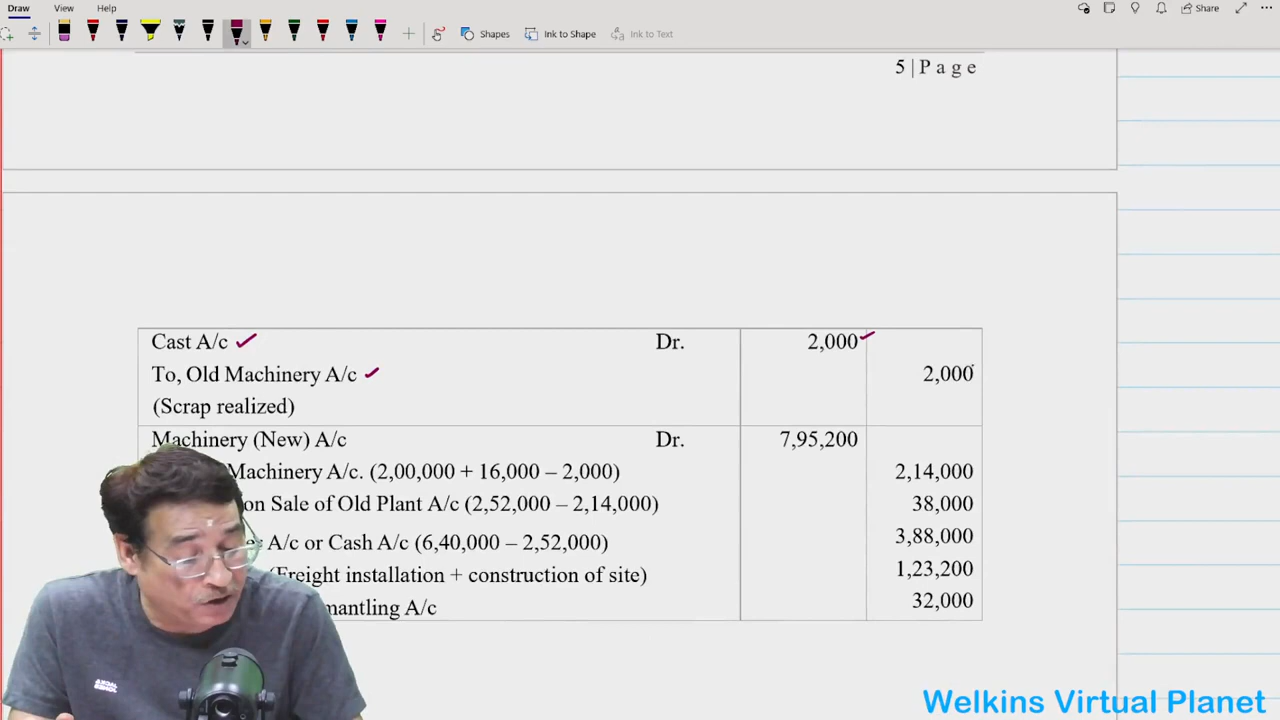 Draw View Help
Shapes Ink to Shape Ink to Text Share
5 | P a g e
Cast A/c Dr. 2,000
To, Old Machinery A/c 2,000
(Scrap realized)
Machinery (New) A/c Dr. 7,95,200
Machinery A/c. (2,00,000 + 16,000 – 2,000) 2,14,000
on Sale of Old Plant A/c (2,52,000 – 2,14,000) 38,000
A/c or Cash A/c (6,40,000 – 2,52,000) 3,88,000
(Freight installation + construction of site) 1,23,200
A/c 32,000
Welkins Virtual Planet